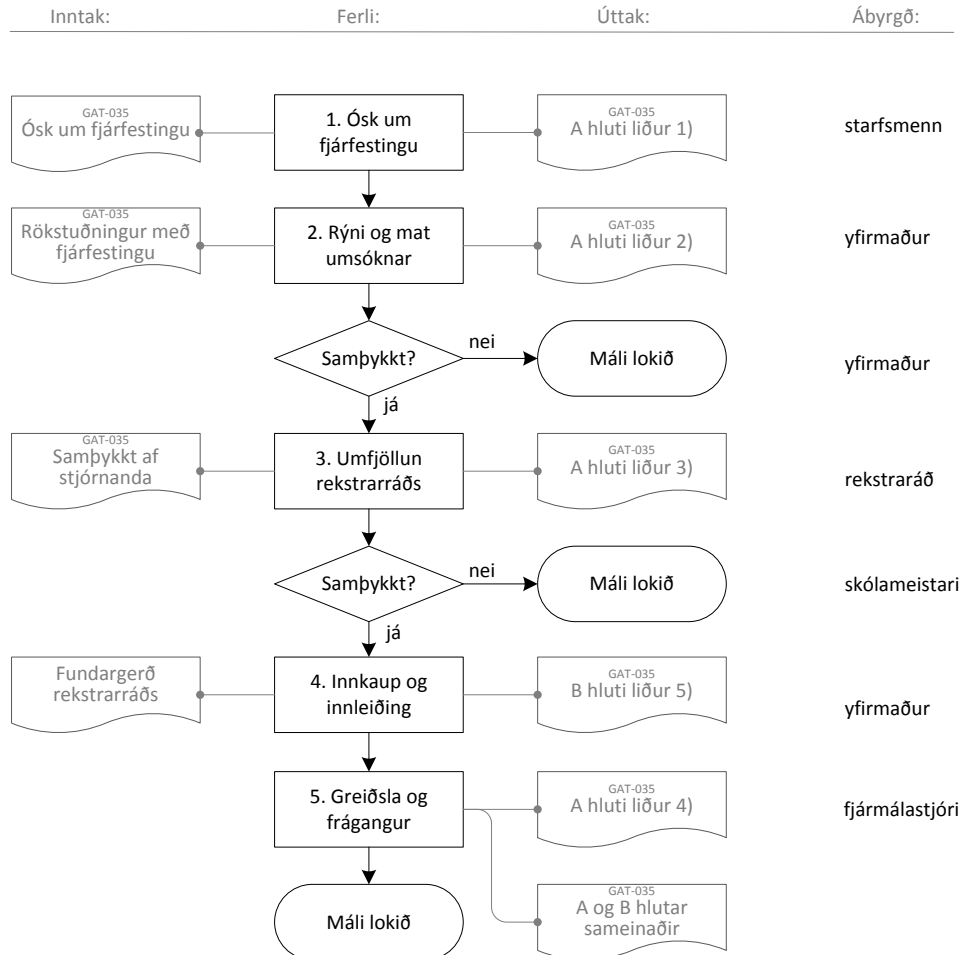 Inntak:
Ferli:
Úttak:
Ábyrgð:
GAT-035
Ósk um fjárfestingu
1. Ósk um
fjárfestingu
GAT-035
A hluti liður 1)
starfsmenn
GAT-035
Rökstuðningur með
fjárfestingu
2. Rýni og mat
umsóknar
GAT-035
A hluti liður 2)
yfirmaður
Samþykkt?
nei
Máli lokið
yfirmaður
já
GAT-035
Samþykkt af
stjórnanda
3. Umfjöllun
rekstrarráðs
GAT-035
A hluti liður 3)
rekstraráð
Samþykkt?
nei
Máli lokið
skólameistari
já
Fundargerð
rekstrarráðs
4. Innkaup og
innleiðing
GAT-035
B hluti liður 5)
yfirmaður
5. Greiðsla og
frágangur
GAT-035
A hluti liður 4)
fjármálastjóri
Máli lokið
GAT-035
A og B hlutar
sameinaðir